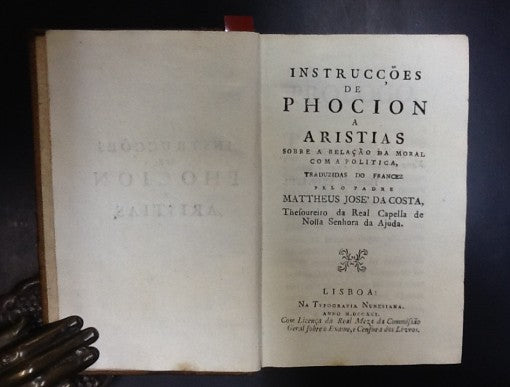 INSTRUCÇÕES
DE
PHOCION
A
ARISTIAS
SOBRE A RELAÇÃO DA MORAL
COM A POLITICA,
TRADUZIDAS DO FRANCEZ
PELO PADRE
MATTHEUS JOSE' DA COSTA,
Thesoureiro da Real Capella de
Nossa Senhora da Ajuda.
LISBOA:
NA TYPOGRAFIA NUNESIANA.
ANNO M.DCCXCI.
Com Licença da Real Meza da Commissão
Geral sobre o Exame, e Censura dos Livros.